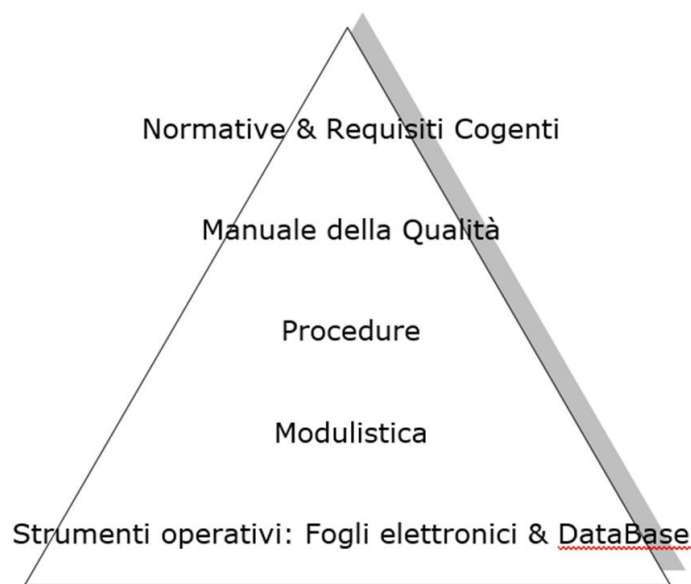 Normative & Requisiti Cogenti
Manuale della Qualità
Procedure
Modulistica
Strumenti operativi: Fogli elettronici & DataBase